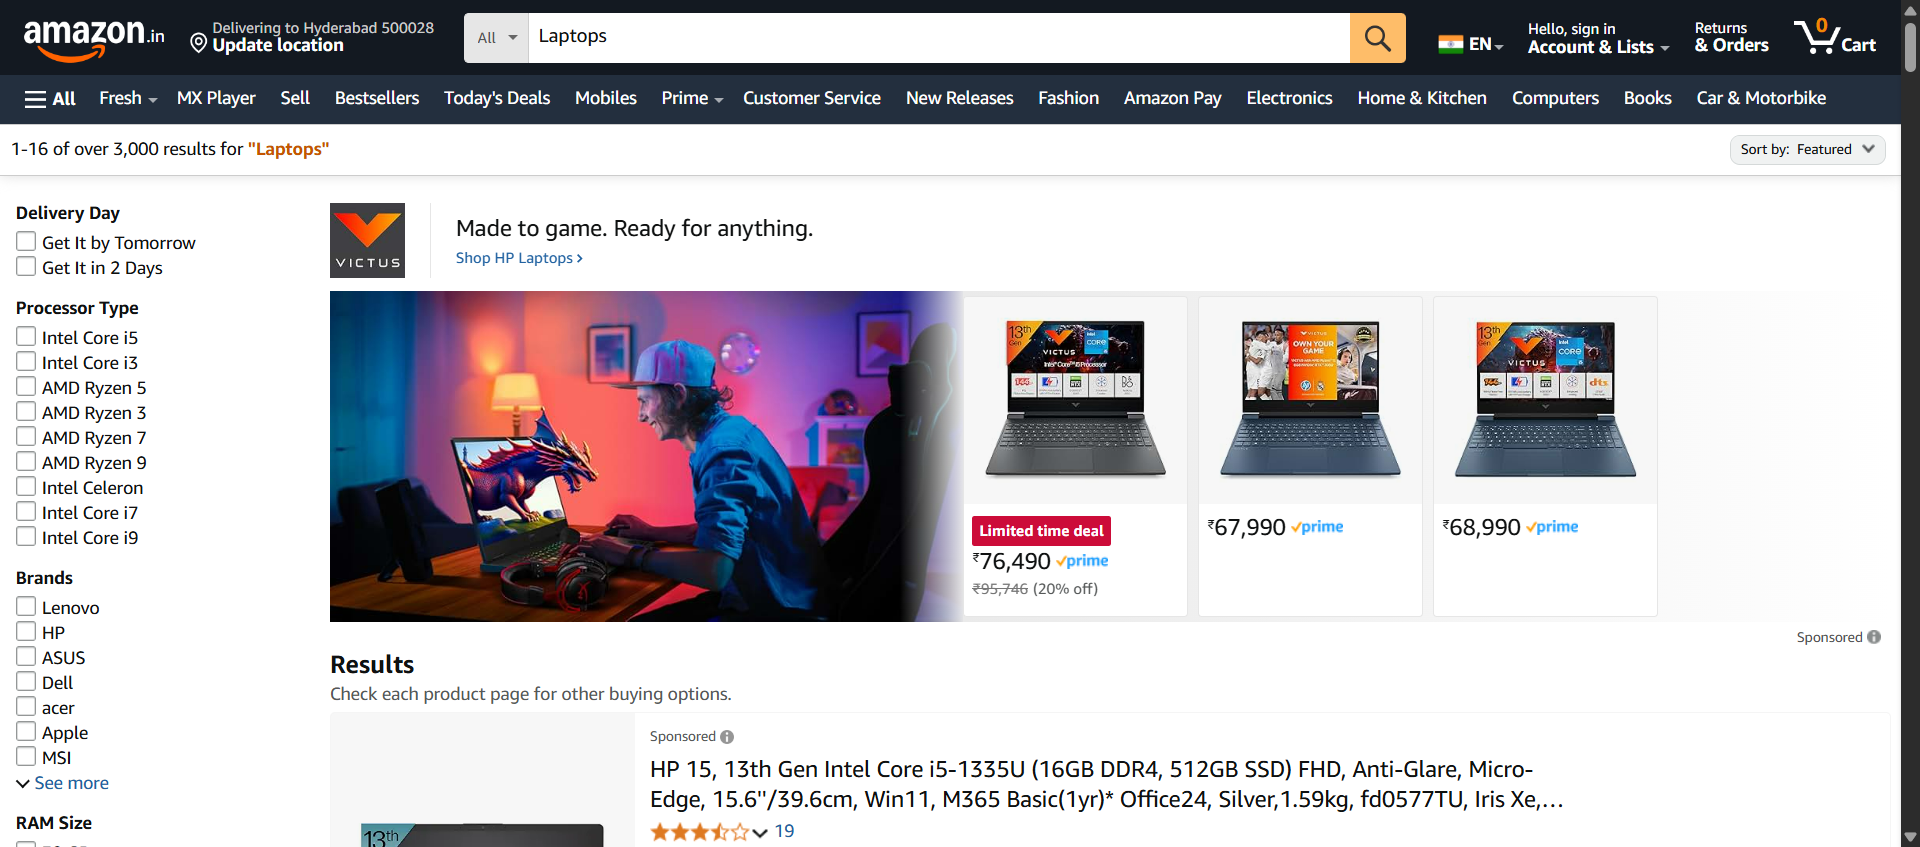 amazon.in
Delivering to Hyderabad 500028
Update location
All
Laptops
EN
Hello, sign in
Account & Lists
Returns
& Orders
0
Cart
All
Fresh
MX Player
Sell
Bestsellers
Today's Deals
Mobiles
Prime
Customer Service
New Releases
Fashion
Amazon Pay
Electronics
Home & Kitchen
Computers
Books
Car & Motorbike
1-16 of over 3,000 results for "Laptops"
Sort by: Featured
Delivery Day
Get It by Tomorrow
Get It in 2 Days
Processor Type
Intel Core i5
Intel Core i3
AMD Ryzen 5
AMD Ryzen 3
AMD Ryzen 7
AMD Ryzen 9
Intel Celeron
Intel Core i7
Intel Core i9
Brands
Lenovo
HP
ASUS
Dell
acer
Apple
MSI
See more
RAM Size
VICTUS
Made to game. Ready for anything.
Shop HP Laptops
13th
Gen
VICTUS
intel
CORE
Limited time deal
₹76,490 prime
₹95,746 (20% off)
OWN YOUR
GAME
₹67,990 prime
13th
Gen
VICTUS
intel
CORE
dts
₹68,990 prime
Sponsored
Results
Check each product page for other buying options.
13th
Sponsored
HP 15, 13th Gen Intel Core i5-1335U (16GB DDR4, 512GB SSD) FHD, Anti-Glare, Micro-
Edge, 15.6''/39.6cm, Win11, M365 Basic(1yr)* Office24, Silver,1.59kg, fd0577TU, Iris Xe,…
19